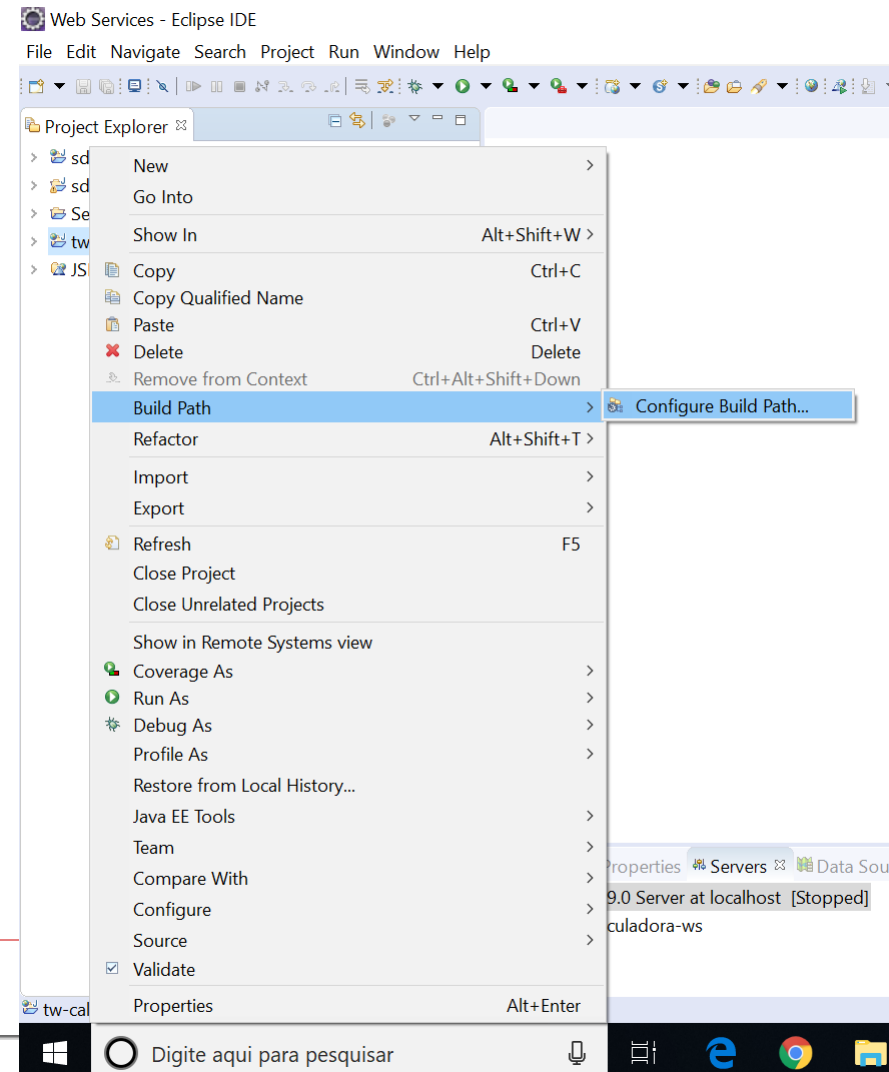 Web Services - Eclipse IDE
File Edit Navigate Search Project Run Window Help
Project Explorer
sd
sd
Se
tw
JS
New
Go Into
Show In Alt+Shift+W
Copy Ctrl+C
Copy Qualified Name
Paste Ctrl+V
Delete Delete
Remove from Context Ctrl+Alt+Shift+Down
Build Path
Configure Build Path...
Refactor Alt+Shift+T
Import
Export
Refresh F5
Close Project
Close Unrelated Projects
Show in Remote Systems view
Coverage As
Run As
Debug As
Profile As
Restore from Local History...
Java EE Tools
Team
Compare With
Configure
Source
Validate
Properties Alt+Enter
Properties Servers Data Sou
9.0 Server at localhost [Stopped]
culadora-ws
tw-cal
Digite aqui para pesquisar